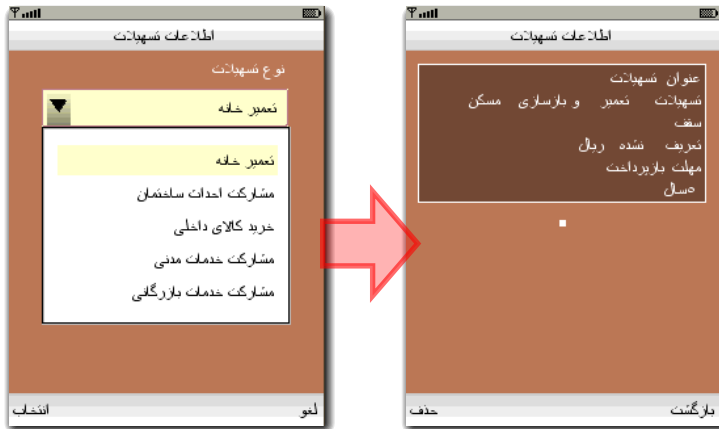 اطلاعات تسهیلات
نوع تسهیلات
تعمیر خانه
تعمیر خانه
مشارکت احداث ساختمان
خرید کالای داخلی
مشارکت خدمات مدنی
مشارکت خدمات بازرگانی
لغو
انتخاب
اطلاعات تسهیلات
عنوان تسهیلات
تسهیلات تعمیر و بازسازی مسکن
سقف
تعریف نشده ریال
مهلت بازپرداخت
۵سال
بازگشت
حذف